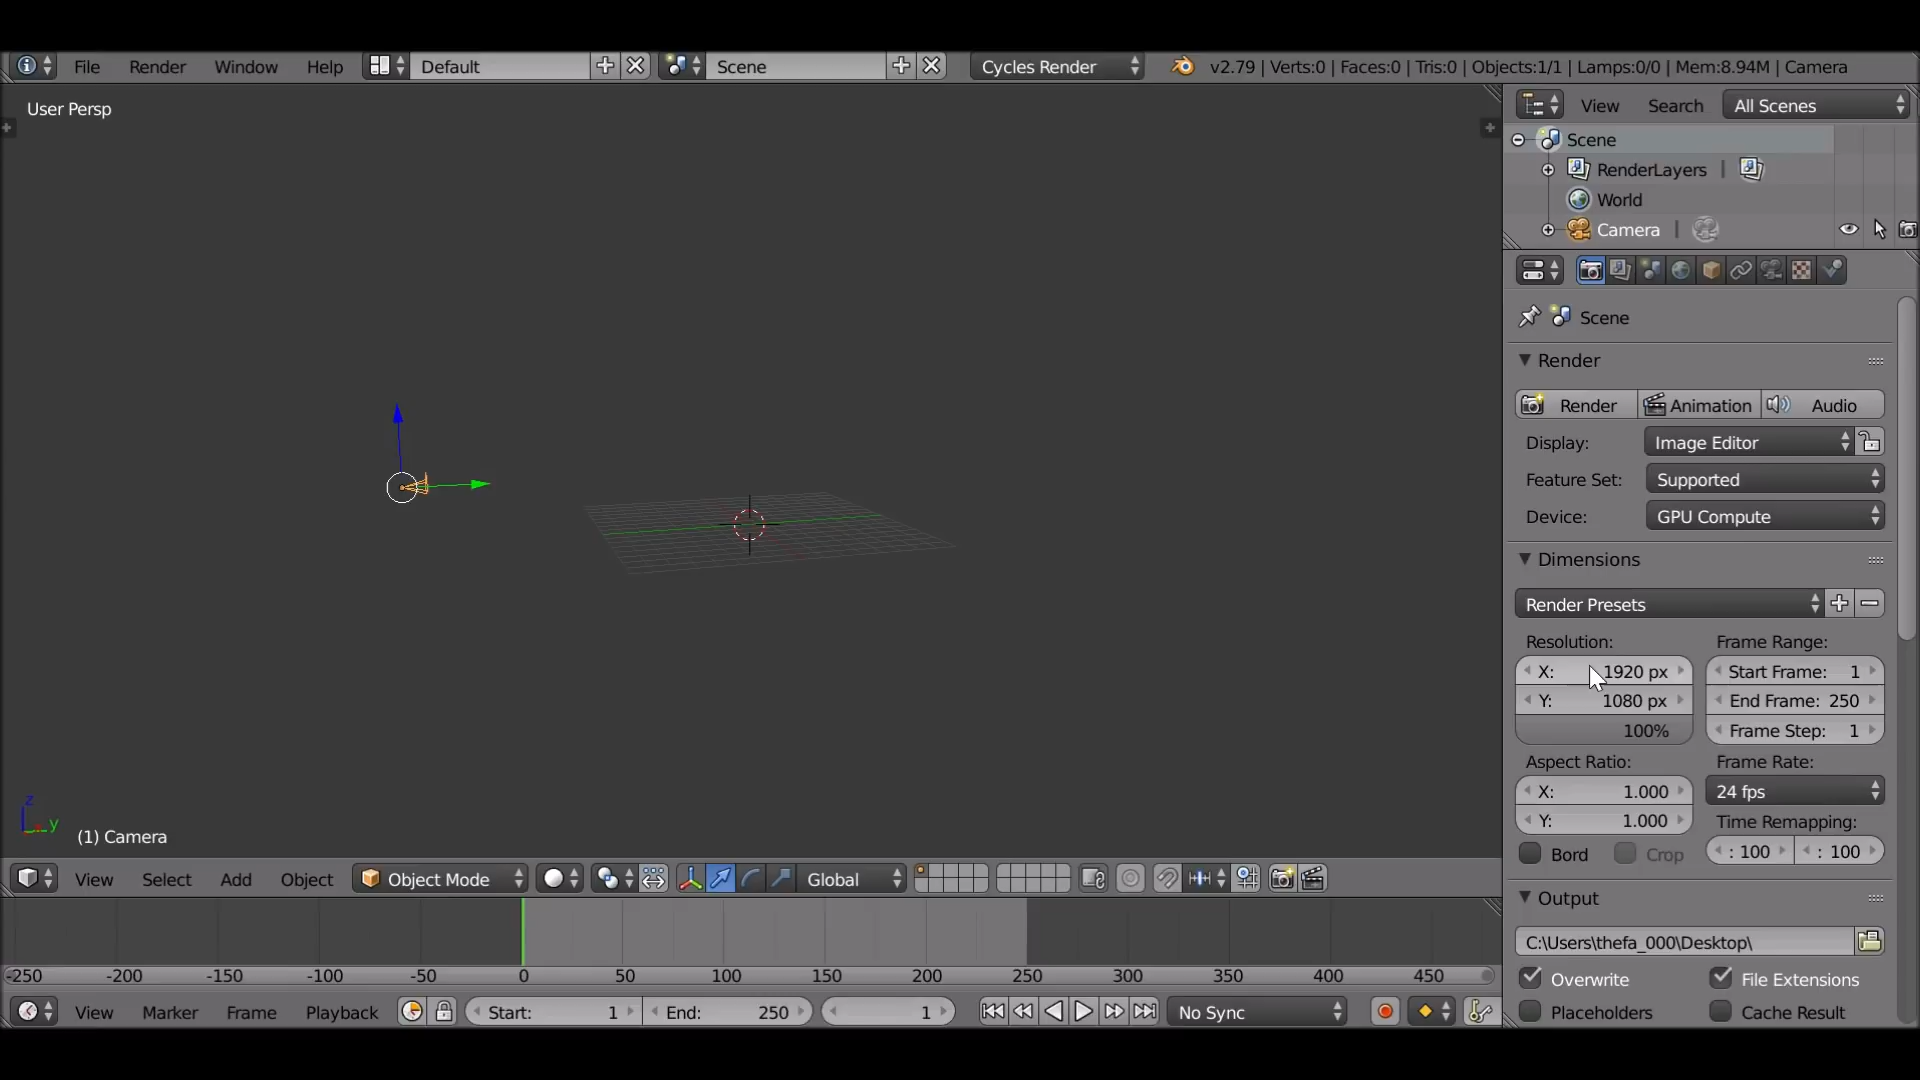 File Render Window Help Default Scene Cycles Render v2.79 | Verts:0 | Faces:0 | Tris:0 | Objects:1/1 | Lamps:0/0 | Mem:8.94M | Camera
User Persp
View Search All Scenes
Scene
RenderLayers
World
Camera
Scene
Render
Render Animation Audio
Display: Image Editor
Feature Set: Supported
Device: GPU Compute
Dimensions
Render Presets
Resolution: Frame Range:
X: 1920 px Start Frame: 1
Y: 1080 px End Frame: 250
100% Frame Step: 1
Aspect Ratio: Frame Rate:
X: 1.000 24 fps
Y: 1.000 Time Remapping:
Bord Crop : 100 : 100
Output
C:\Users\thefa_000\Desktop\
Overwrite File Extensions
Placeholders Cache Result
z
y
(1) Camera
View Select Add Object Object Mode Global
-250 -200 -150 -100 -50 0 50 100 150 200 250 300 350 400 450
View Marker Frame Playback Start: 1 End: 250 1 No Sync